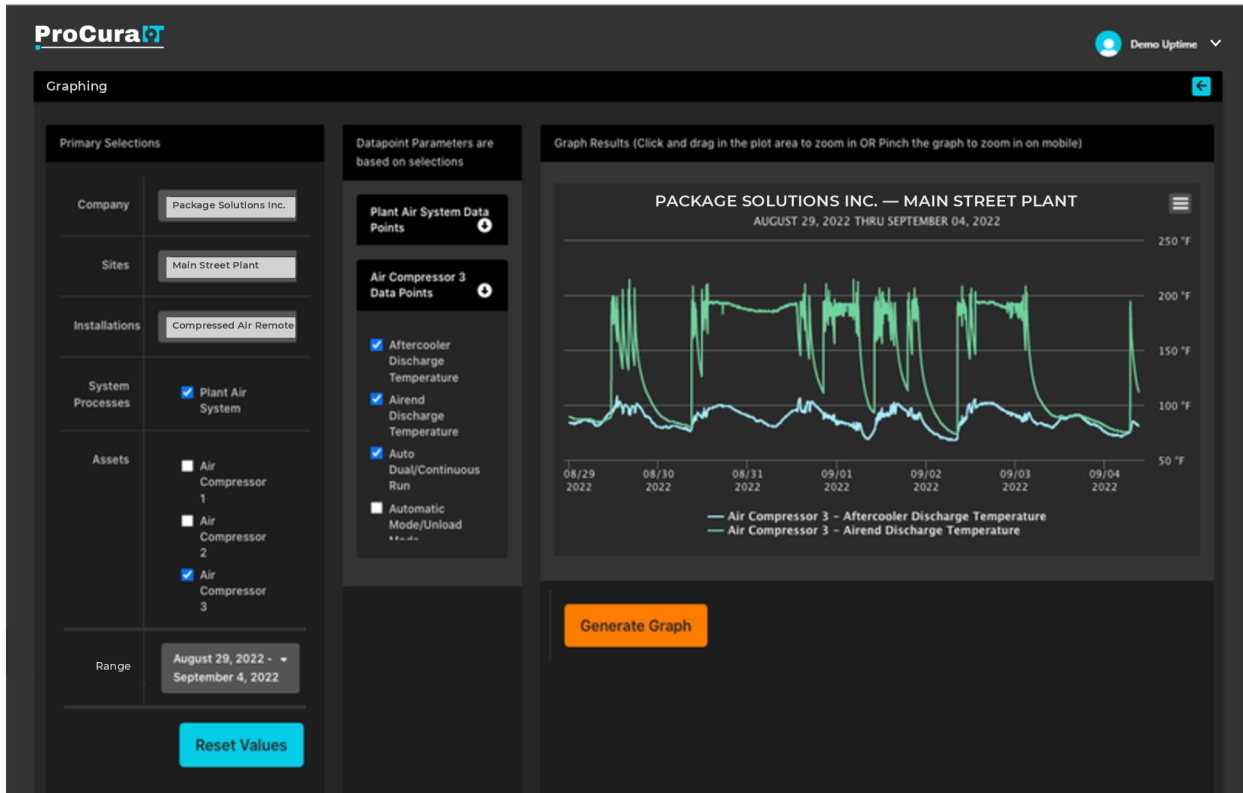 ProCuraIT
Demo Uptime
Graphing
Primary Selections
Company
Package Solutions Inc.
Sites
Main Street Plant
Installations
Compressed Air Remote
System
Processes
Plant Air
System
Assets
Air
Compressor
1
Air
Compressor
2
Air
Compressor
3
Range
August 29, 2022 -
September 4, 2022
Reset Values
Datapoint Parameters are
based on selections
Plant Air System Data
Points
Air Compressor 3
Data Points
Aftercooler
Discharge
Temperature
Airend
Discharge
Temperature
Auto
Dual/Continuous
Run
Automatic
Mode/Unload
Mode
Graph Results (Click and drag in the plot area to zoom in OR Pinch the graph to zoom in on mobile)
PACKAGE SOLUTIONS INC. — MAIN STREET PLANT
AUGUST 29, 2022 THRU SEPTEMBER 04, 2022
250 °F
200 °F
150 °F
100 °F
50 °F
08/29 08/30 08/31 09/01 09/02 09/03 09/04
2022 2022 2022 2022 2022 2022 2022
Air Compressor 3 – Aftercooler Discharge Temperature
Air Compressor 3 – Airend Discharge Temperature
Generate Graph